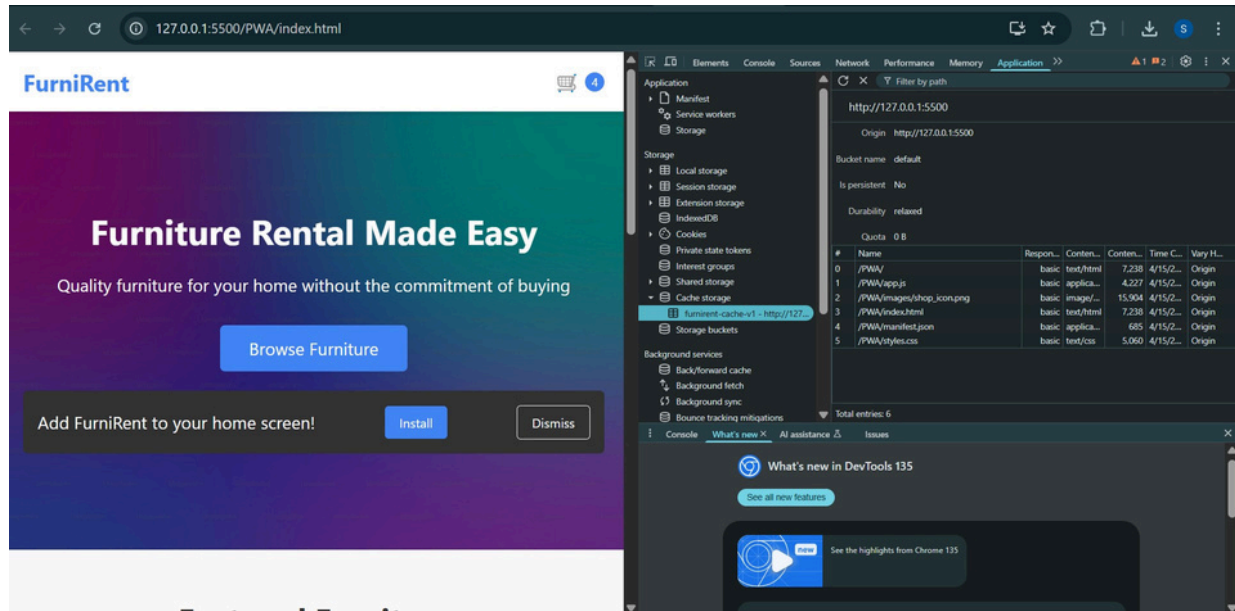 127.0.0.1:5500/PWA/index.html
S
FurniRent
4
Furniture Rental Made Easy
Quality furniture for your home without the commitment of buying
Browse Furniture
Add FurniRent to your home screen!
Install
Dismiss
Elements Console Sources Network Performance Memory Application
1 2
Application
Manifest
Service workers
Storage
Storage
Local storage
Session storage
Extension storage
IndexedDB
Cookies
Private state tokens
Interest groups
Shared storage
Cache storage
furnirent-cache-v1 - http://127...
Storage buckets
Background services
Back/forward cache
Background fetch
Background sync
Bounce tracking mitigations
Filter by path
http://127.0.0.1:5500
Origin http://127.0.0.1:5500
Bucket name default
Is persistent No
Durability relaxed
Quota 0 B
# Name Respon... Conten... Conten... Time C... Vary H...
0 /PWA/ basic text/html 7,238 4/15/2... Origin
1 /PWA/app.js basic applica... 4,227 4/15/2... Origin
2 /PWA/images/shop_icon.png basic image/... 15,904 4/15/2... Origin
3 /PWA/index.html basic text/html 7,238 4/15/2... Origin
4 /PWA/manifest.json basic applica... 685 4/15/2... Origin
5 /PWA/styles.css basic text/css 5,060 4/15/2... Origin
Total entries: 6
Console What's new AI assistance Issues
What's new in DevTools 135
See all new features
new
See the highlights from Chrome 135